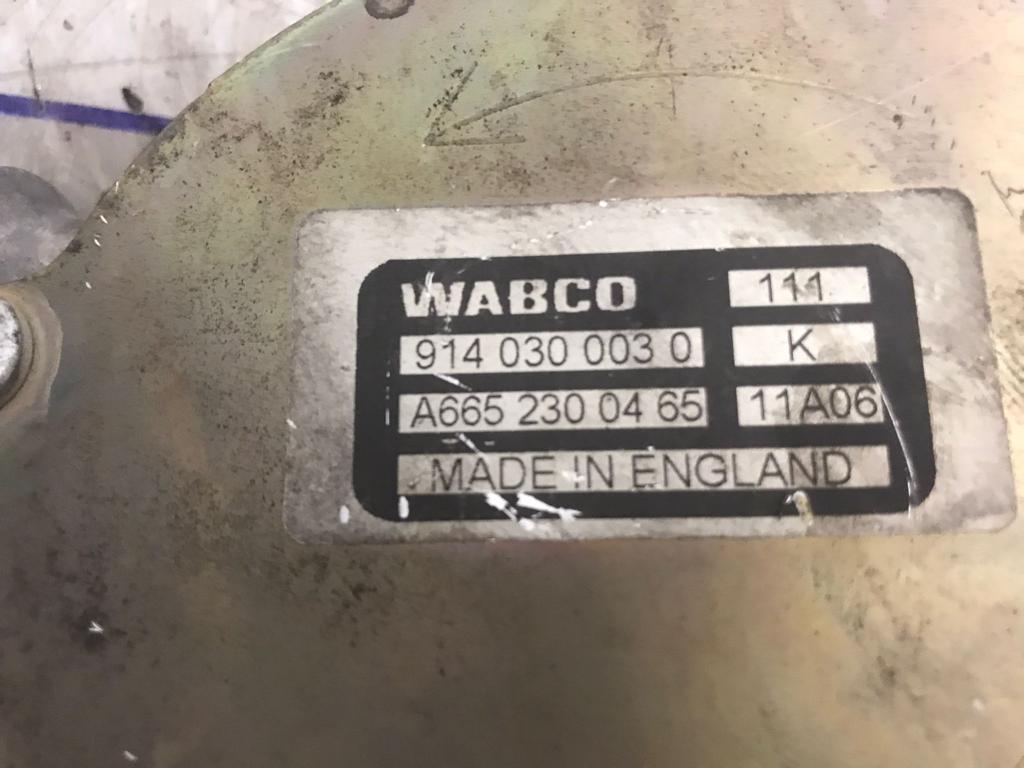 WABCO 111
914 030 003 0 K
A665 230 04 65 11A06
MADE IN ENGLAND